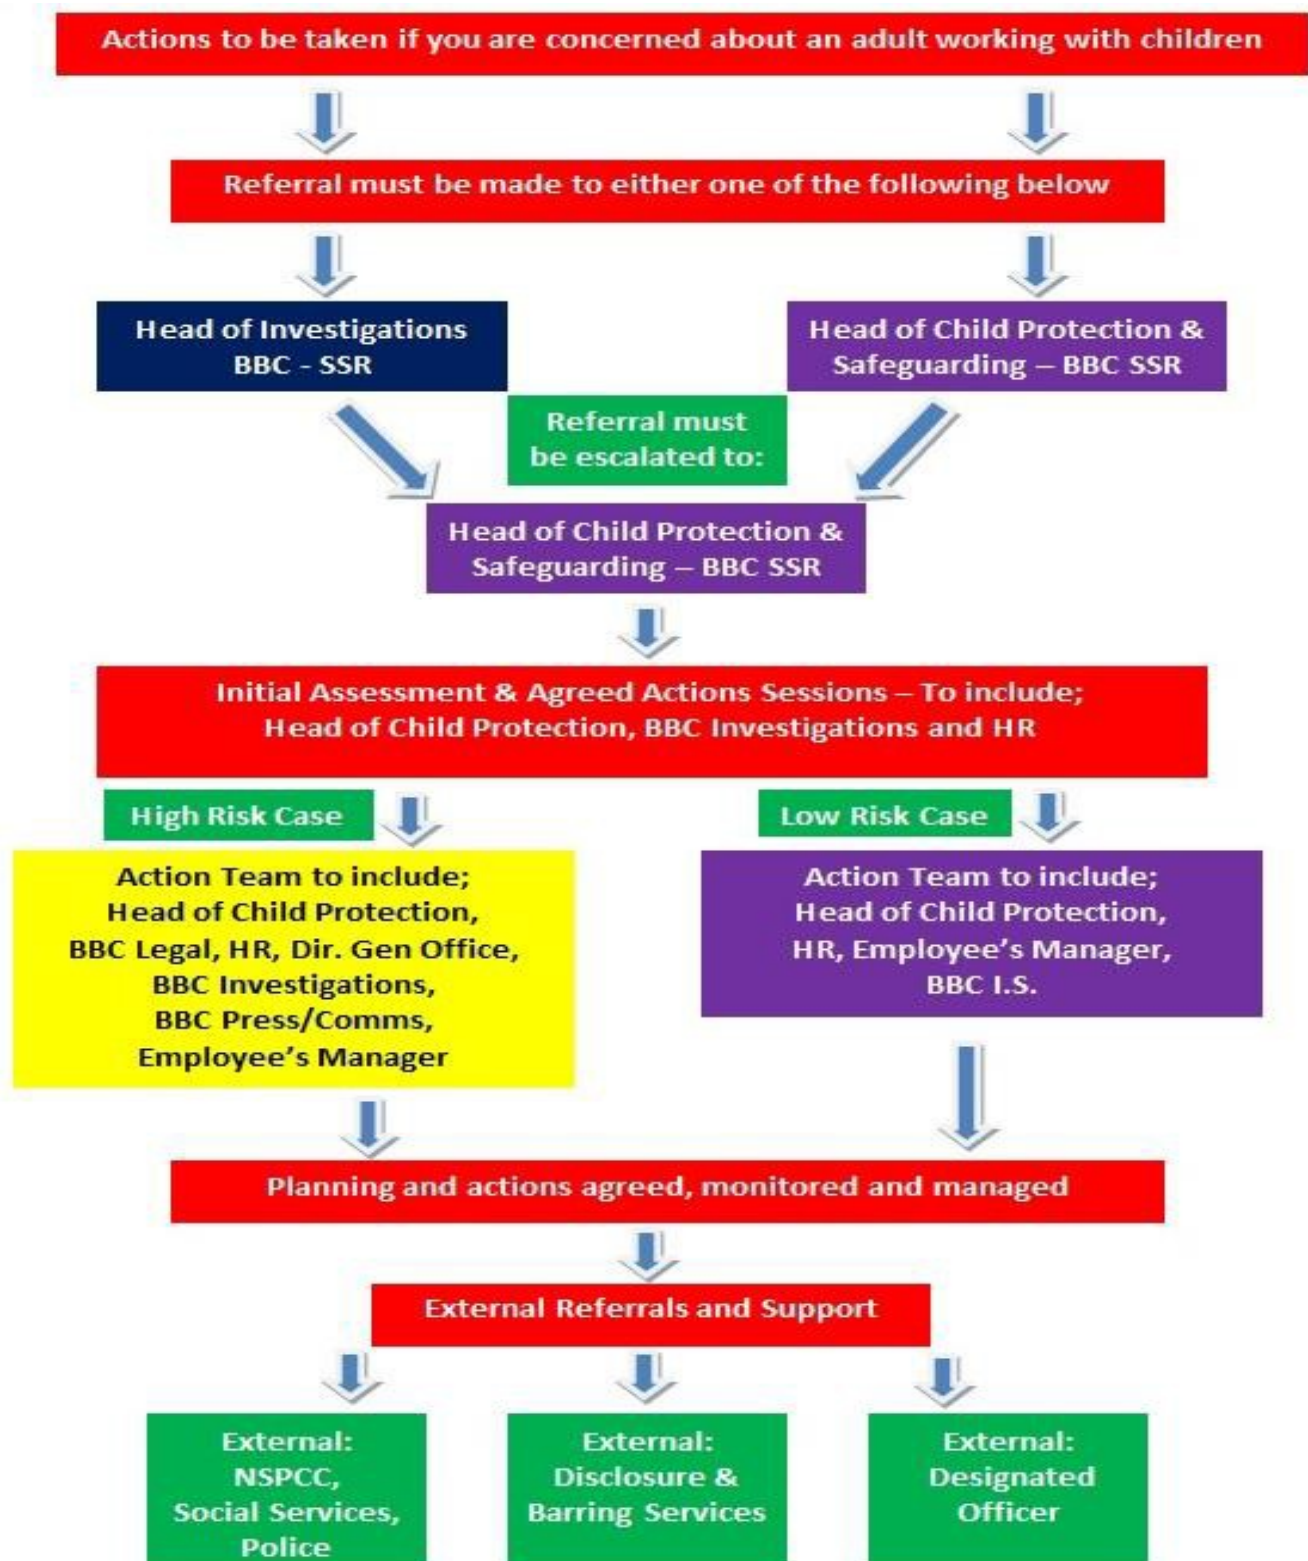 Actions to be taken if you are concerned about an adult working with children
Referral must be made to either one of the following below
Head of Investigations
BBC - SSR
Head of Child Protection &
Safeguarding – BBC SSR
Referral must
be escalated to:
Head of Child Protection &
Safeguarding – BBC SSR
Initial Assessment & Agreed Actions Sessions – To include;
Head of Child Protection, BBC Investigations and HR
High Risk Case
Low Risk Case
Action Team to include;
Head of Child Protection,
BBC Legal, HR, Dir. Gen Office,
BBC Investigations,
BBC Press/Comms,
Employee’s Manager
Action Team to include;
Head of Child Protection,
HR, Employee’s Manager,
BBC I.S.
Planning and actions agreed, monitored and managed
External Referrals and Support
External:
NSPCC,
Social Services,
Police
External:
Disclosure &
Barring Services
External:
Designated
Officer